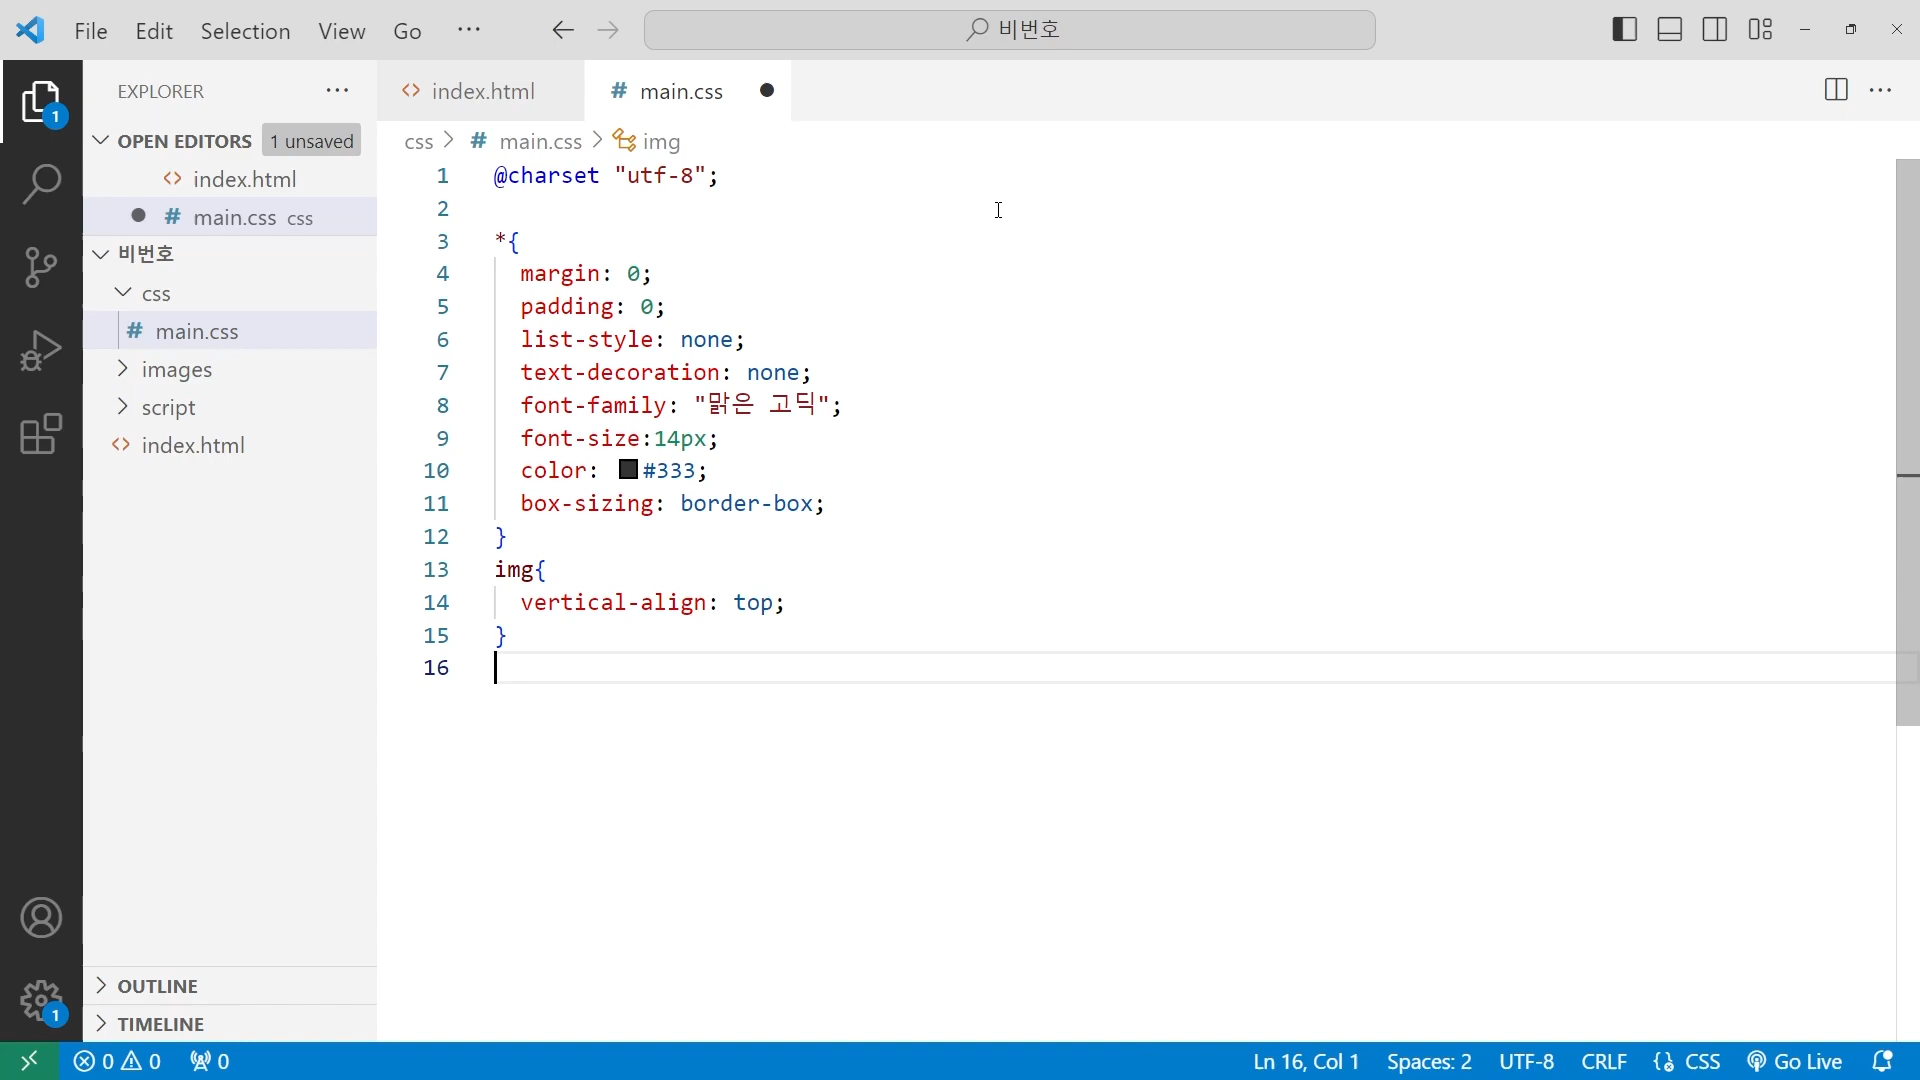 File Edit Selection View Go ··· 비번호
EXPLORER ···
OPEN EDITORS 1 unsaved
index.html
main.css css
비번호
css
main.css
images
script
index.html
OUTLINE
TIMELINE
index.html # main.css
css > # main.css > img
1 @charset "utf-8";
2
3 *{
4 margin: 0;
5 padding: 0;
6 list-style: none;
7 text-decoration: none;
8 font-family: "맑은 고딕";
9 font-size:14px;
10 color: #333;
11 box-sizing: border-box;
12 }
13 img{
14 vertical-align: top;
15 }
16
1
1
0 0 0 Ln 16, Col 1 Spaces: 2 UTF-8 CRLF {} CSS Go Live